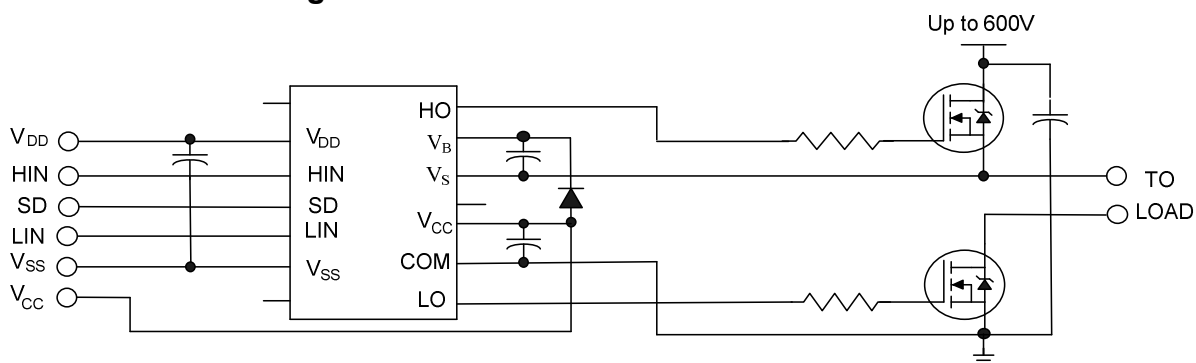 Up to 600V
HO
V_DD
V_DD
V_B
HIN
HIN
V_S
TO
SD
SD
LOAD
LIN
LIN
V_CC
V_SS
V_SS
COM
V_CC
LO